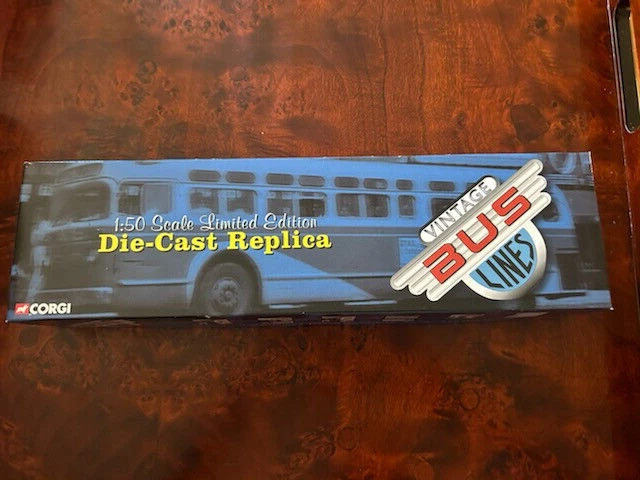 1:50 Scale Limited Edition
Die-Cast Replica
VINTAGE
BUS
LINES
CORGI